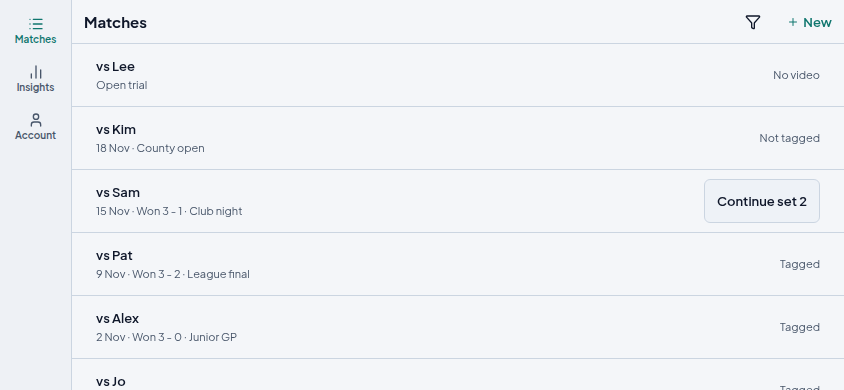 Matches
Insights
Account
Matches
+ New
vs Lee
Open trial
No video
vs Kim
18 Nov · County open
Not tagged
vs Sam
15 Nov · Won 3 - 1 · Club night
Continue set 2
vs Pat
9 Nov · Won 3 - 2 · League final
Tagged
vs Alex
2 Nov · Won 3 - 0 · Junior GP
Tagged
vs Jo
Tagged